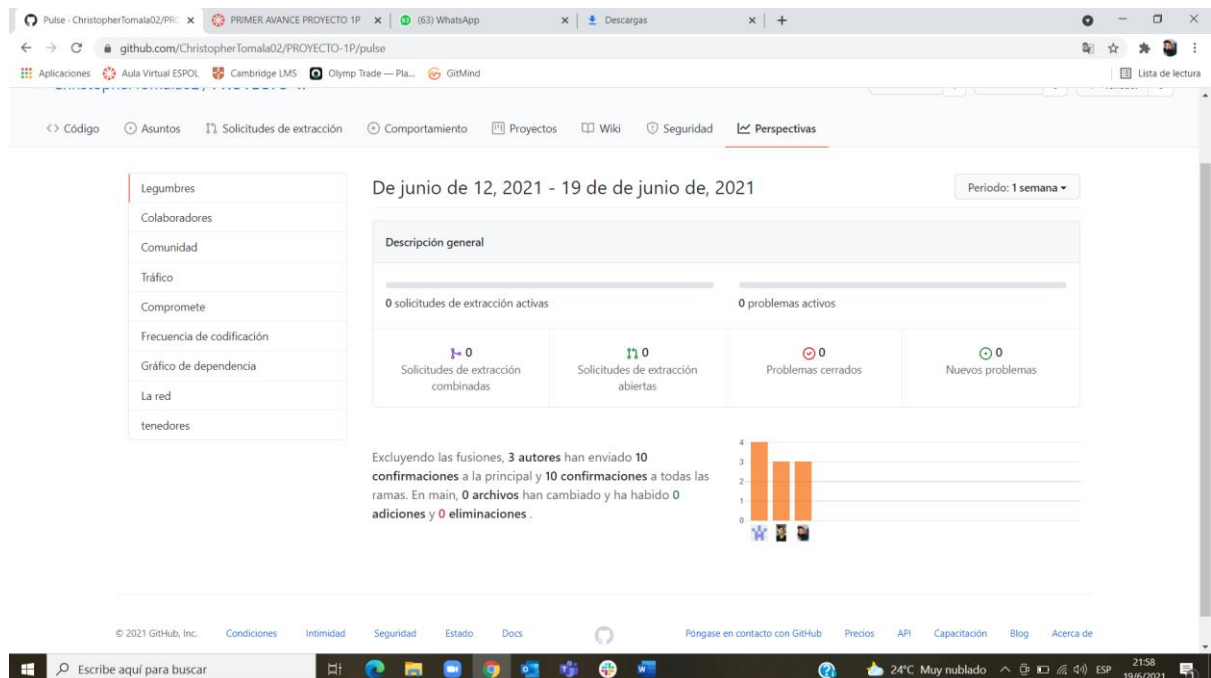 Pulse - ChristopherTomala02/PRO
PRIMER AVANCE PROYECTO 1P
(63) WhatsApp
Descargas
github.com/ChristopherTomala02/PROYECTO-1P/pulse
Aplicaciones Aula Virtual ESPOL Cambridge LMS Olymp Trade — Pla... GitMind Lista de lectura
<> Código Asuntos Solicitudes de extracción Comportamiento Proyectos Wiki Seguridad Perspectivas
Legumbres
Colaboradores
Comunidad
Tráfico
Compromete
Frecuencia de codificación
Gráfico de dependencia
La red
tenedores
De junio de 12, 2021 - 19 de de junio de, 2021
Periodo: 1 semana
Descripción general
0 solicitudes de extracción activas
0 problemas activos
0
Solicitudes de extracción
combinadas
0
Solicitudes de extracción
abiertas
0
Problemas cerrados
0
Nuevos problemas
Excluyendo las fusiones, 3 autores han enviado 10
confirmaciones a la principal y 10 confirmaciones a todas las
ramas. En main, 0 archivos han cambiado y ha habido 0
adiciones y 0 eliminaciones .
4
3
2
1
0
© 2021 GitHub, Inc. Condiciones Intimidad Seguridad Estado Docs Póngase en contacto con GitHub Precios API Capacitación Blog Acerca de
Escribe aquí para buscar
24°C Muy nublado
ESP
21:58
19/6/2021